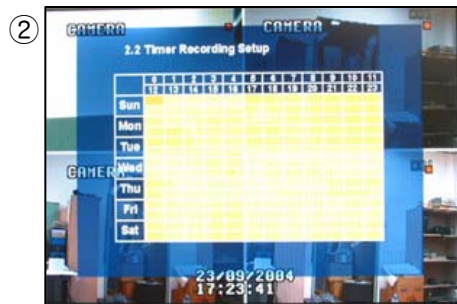 ②
CAMERA CAMERA
2.2 Timer Recording Setup
0 1 2 3 4 5 6 7 8 9 10 11
12 13 14 15 16 17 18 19 20 21 22 23
Sun
Mon
Tue
Wed
CAMERA
Thu
Fri
Sat
23/09/2004
17:23:41